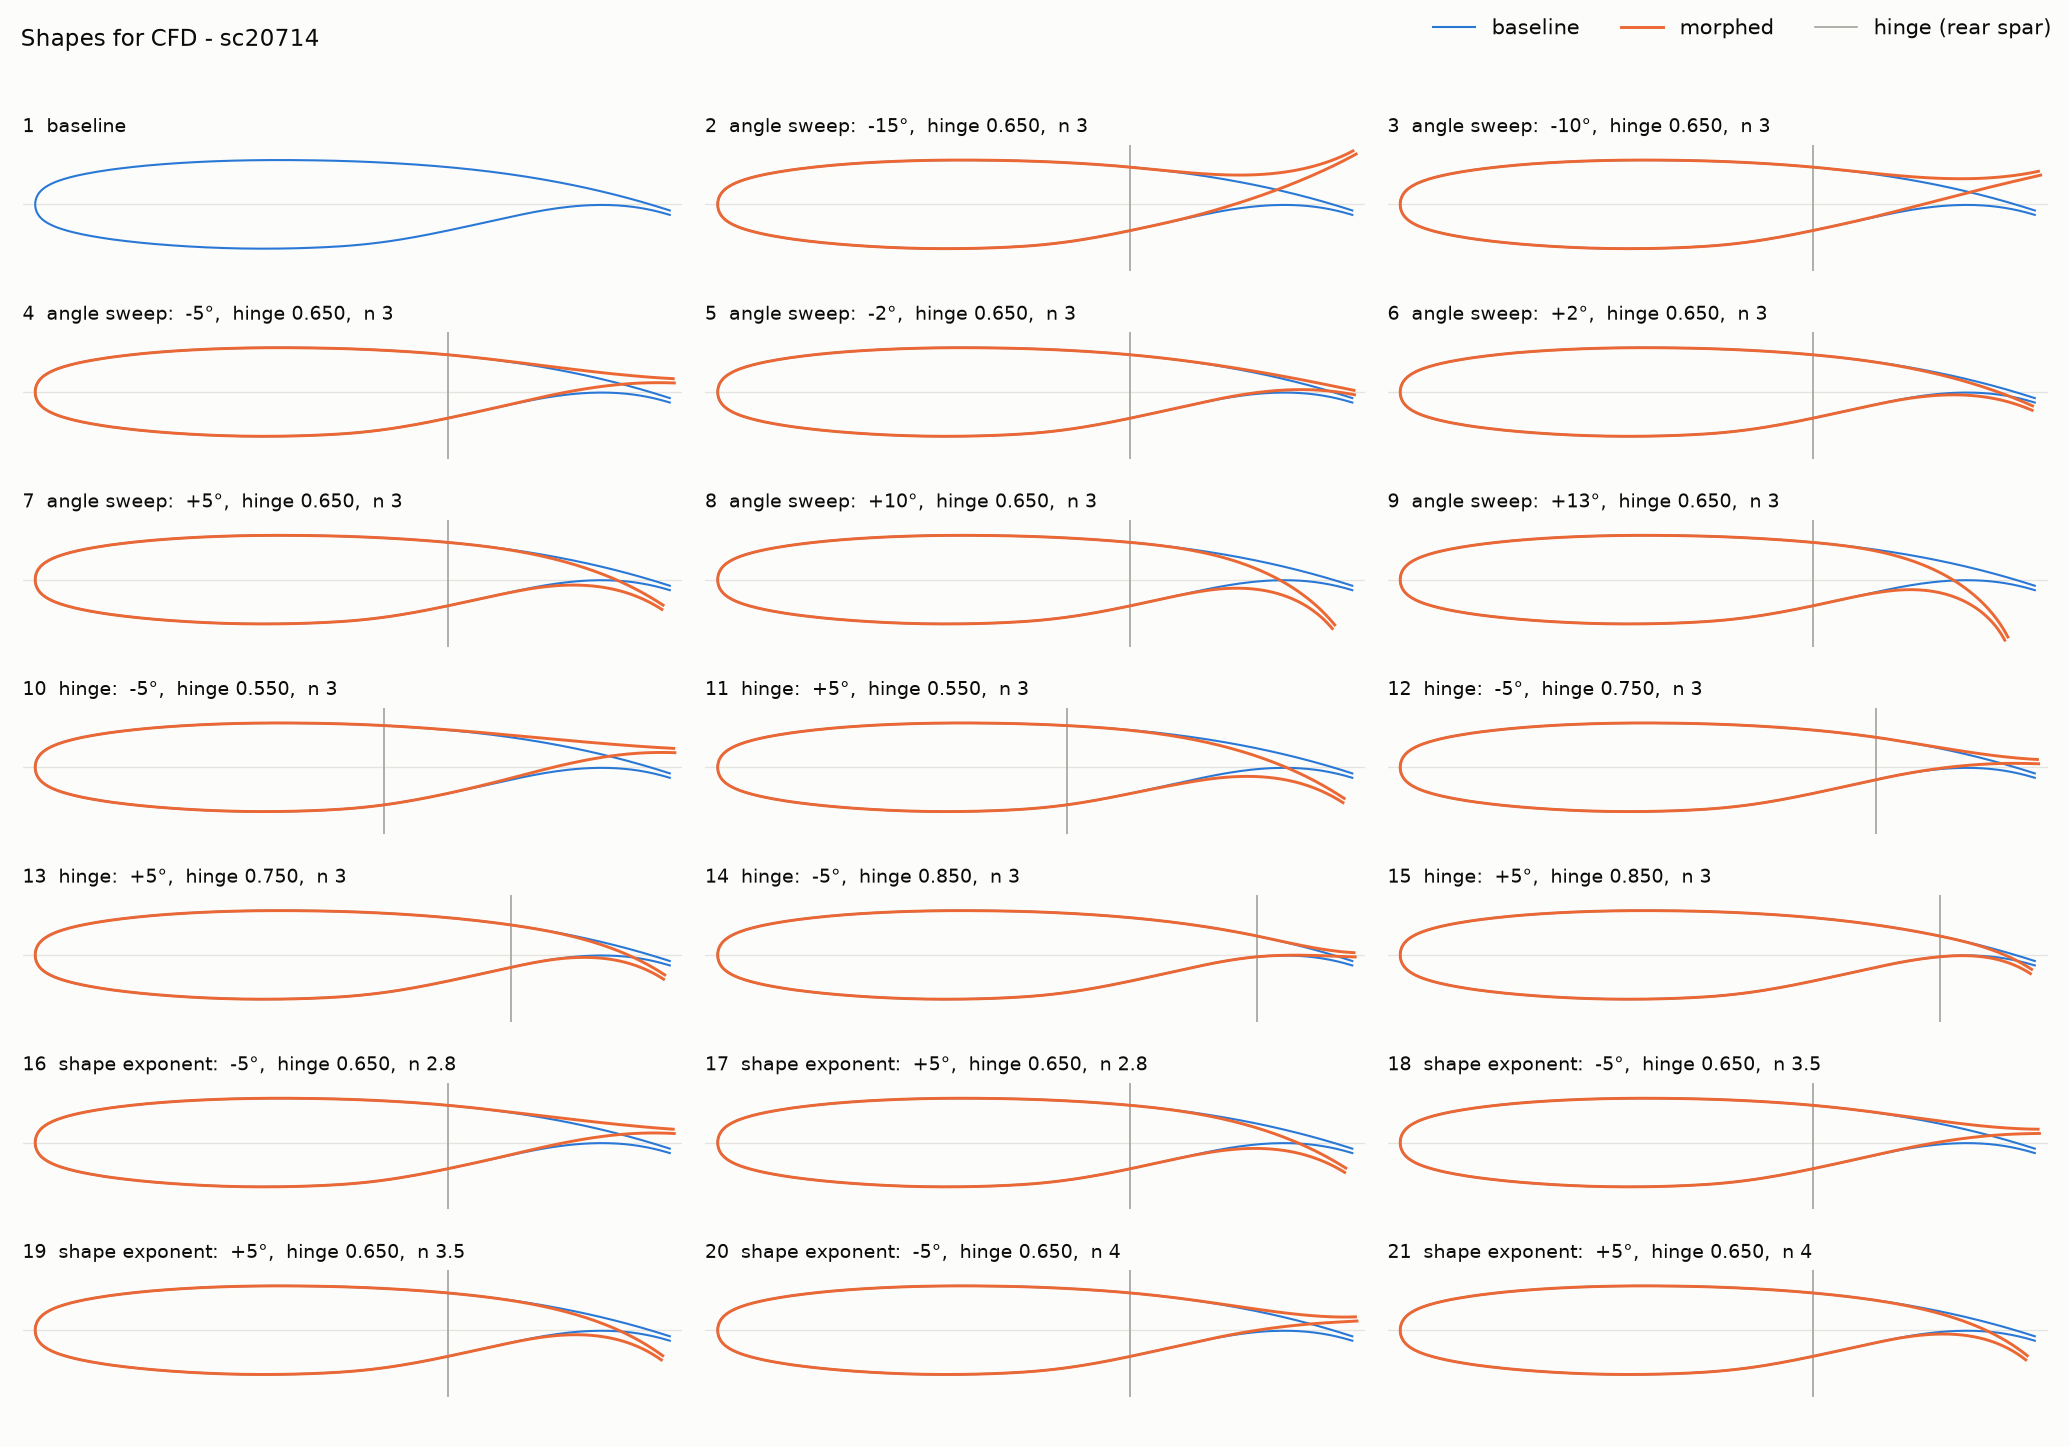 Shapes for CFD - sc20714
baseline
morphed
hinge (rear spar)
1 baseline
2 angle sweep: -15°, hinge 0.650, n 3
3 angle sweep: -10°, hinge 0.650, n 3
4 angle sweep: -5°, hinge 0.650, n 3
5 angle sweep: -2°, hinge 0.650, n 3
6 angle sweep: +2°, hinge 0.650, n 3
7 angle sweep: +5°, hinge 0.650, n 3
8 angle sweep: +10°, hinge 0.650, n 3
9 angle sweep: +13°, hinge 0.650, n 3
10 hinge: -5°, hinge 0.550, n 3
11 hinge: +5°, hinge 0.550, n 3
12 hinge: -5°, hinge 0.750, n 3
13 hinge: +5°, hinge 0.750, n 3
14 hinge: -5°, hinge 0.850, n 3
15 hinge: +5°, hinge 0.850, n 3
16 shape exponent: -5°, hinge 0.650, n 2.8
17 shape exponent: +5°, hinge 0.650, n 2.8
18 shape exponent: -5°, hinge 0.650, n 3.5
19 shape exponent: +5°, hinge 0.650, n 3.5
20 shape exponent: -5°, hinge 0.650, n 4
21 shape exponent: +5°, hinge 0.650, n 4